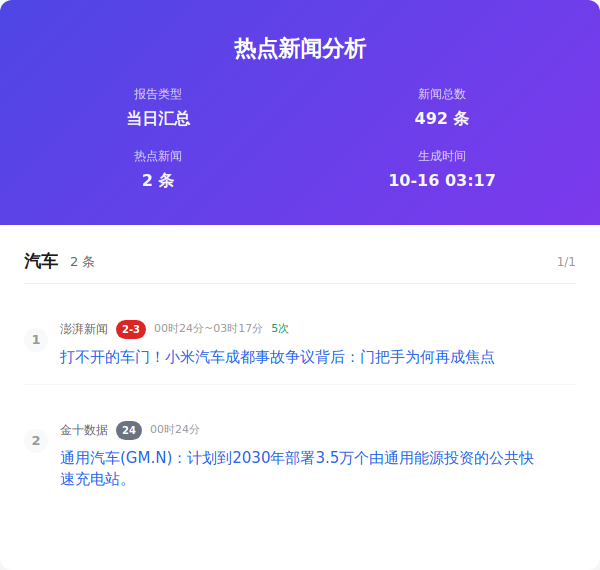 热点新闻分析
报告类型
当日汇总
新闻总数
492 条
热点新闻
2 条
生成时间
10-16 03:17
汽车 2 条 1/1
1 澎湃新闻 2-3 00时24分~03时17分 5次
打不开的车门！小米汽车成都事故争议背后：门把手为何再成焦点
2 金十数据 24 00时24分
通用汽车(GM.N)：计划到2030年部署3.5万个由通用能源投资的公共快
速充电站。